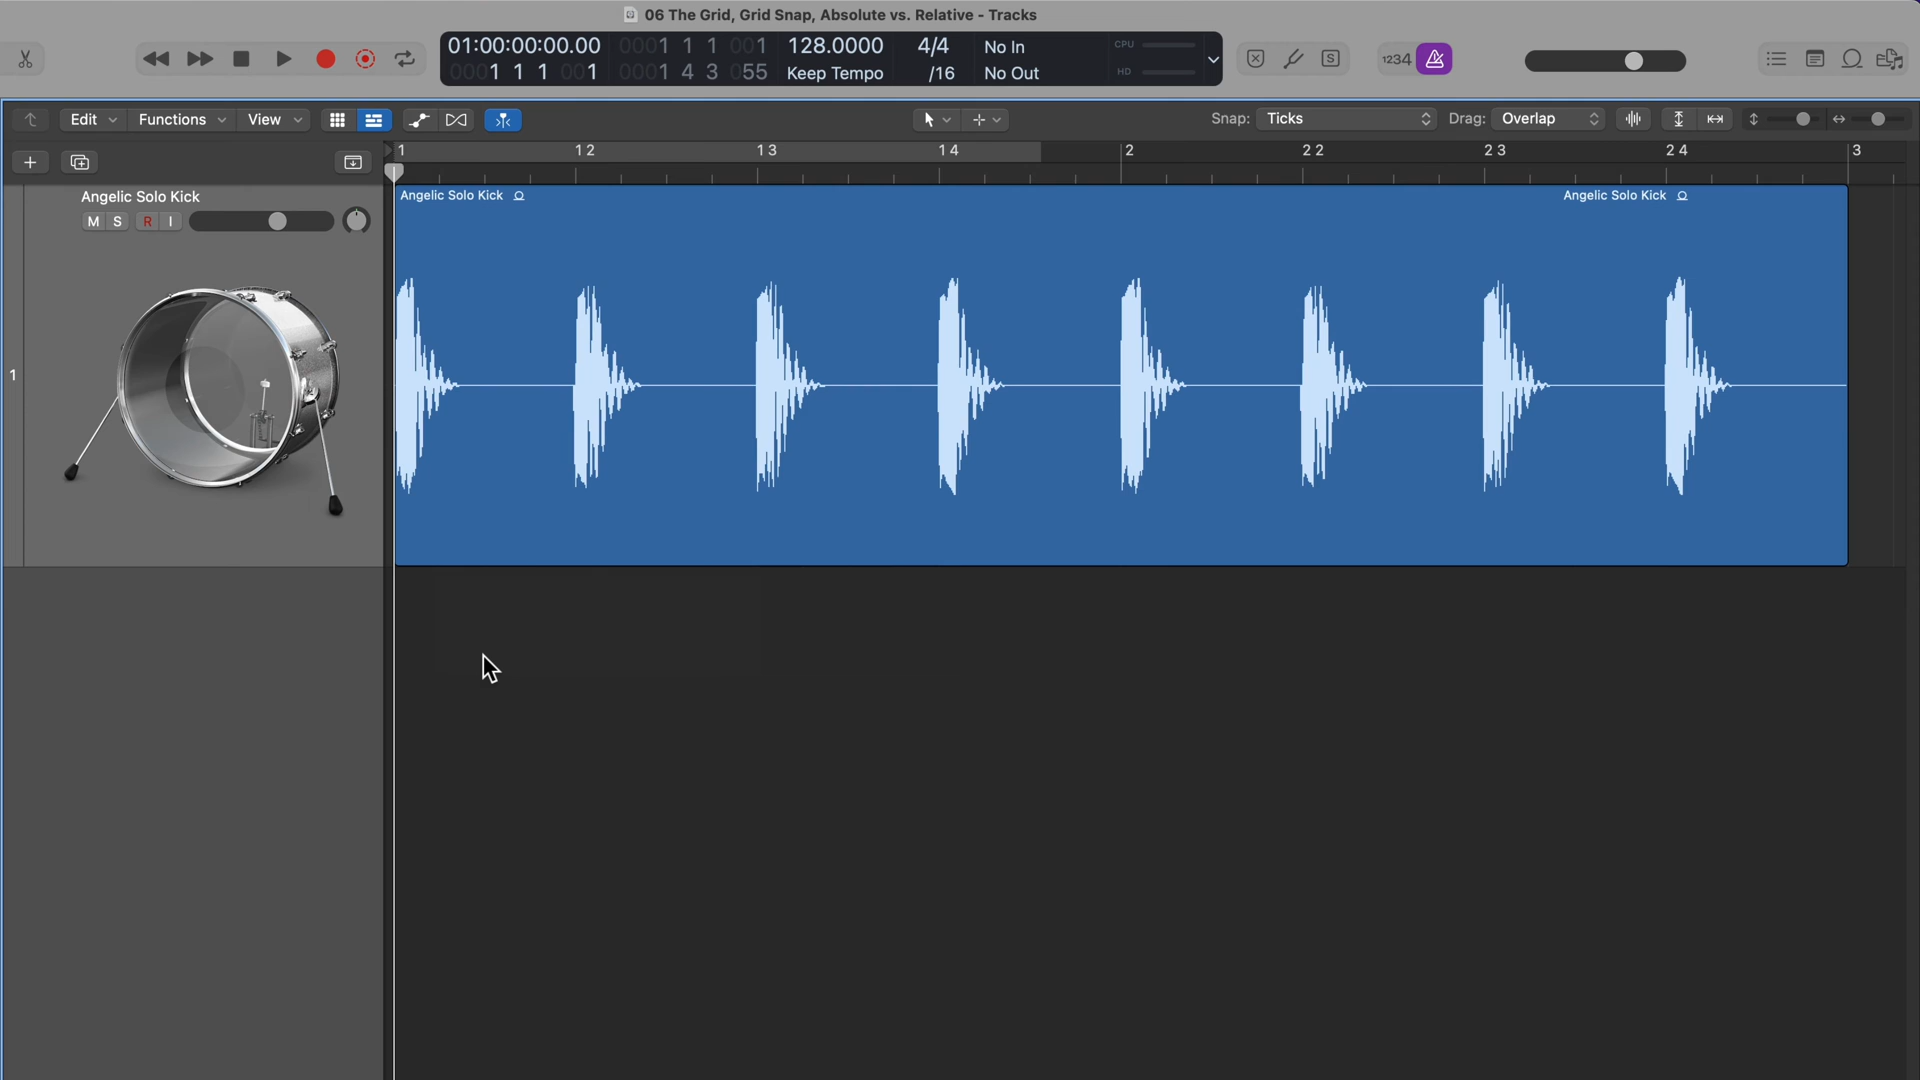 06 The Grid, Grid Snap, Absolute vs. Relative - Tracks
01:00:00:00.00 0001 1 1 001 128.0000 4/4 No In CPU
0001 1 1 001 0001 4 3 055 Keep Tempo /16 No Out HD
S 1234
Edit Functions View Snap: Ticks Drag: Overlap
1 1 2 1 3 1 4 2 2 2 2 3 2 4 3
Angelic Solo Kick
M S R I
1
Angelic Solo Kick Angelic Solo Kick